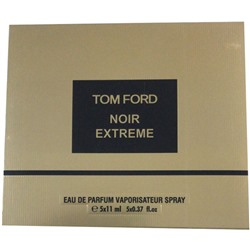 TOM FORD
NOIR
EXTREME
EAU DE PARFUM VAPORISATEUR SPRAY
℮5x11 ml 5x0.37 fl.oz